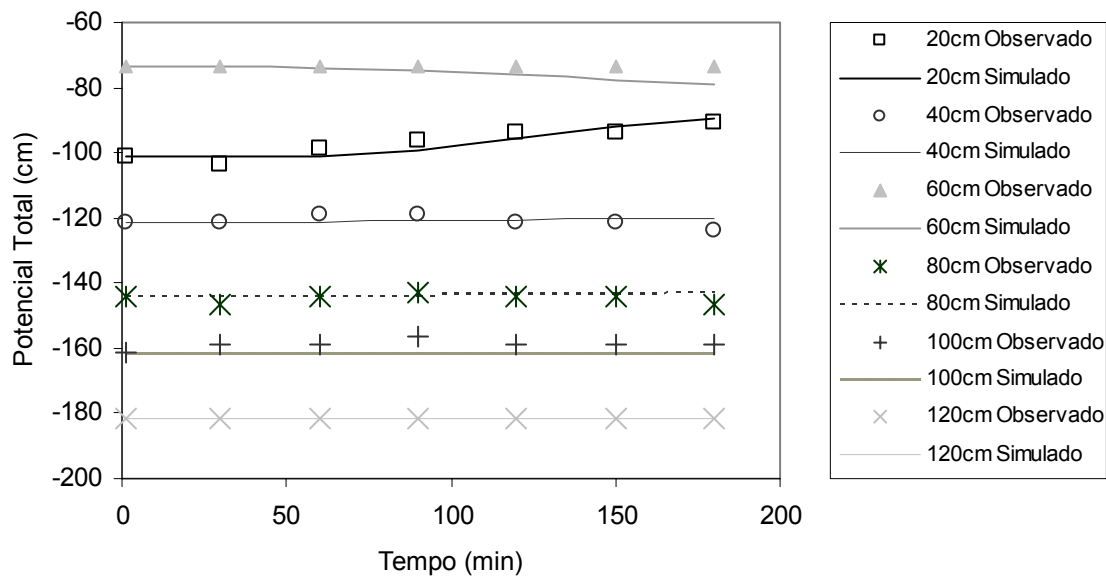 -60
-80
-100
-120
-140
-160
-180
-200
Potencial Total (cm)
0
50
100
150
200
Tempo (min)
20cm Observado
20cm Simulado
40cm Observado
40cm Simulado
60cm Observado
60cm Simulado
80cm Observado
80cm Simulado
100cm Observado
100cm Simulado
120cm Observado
120cm Simulado